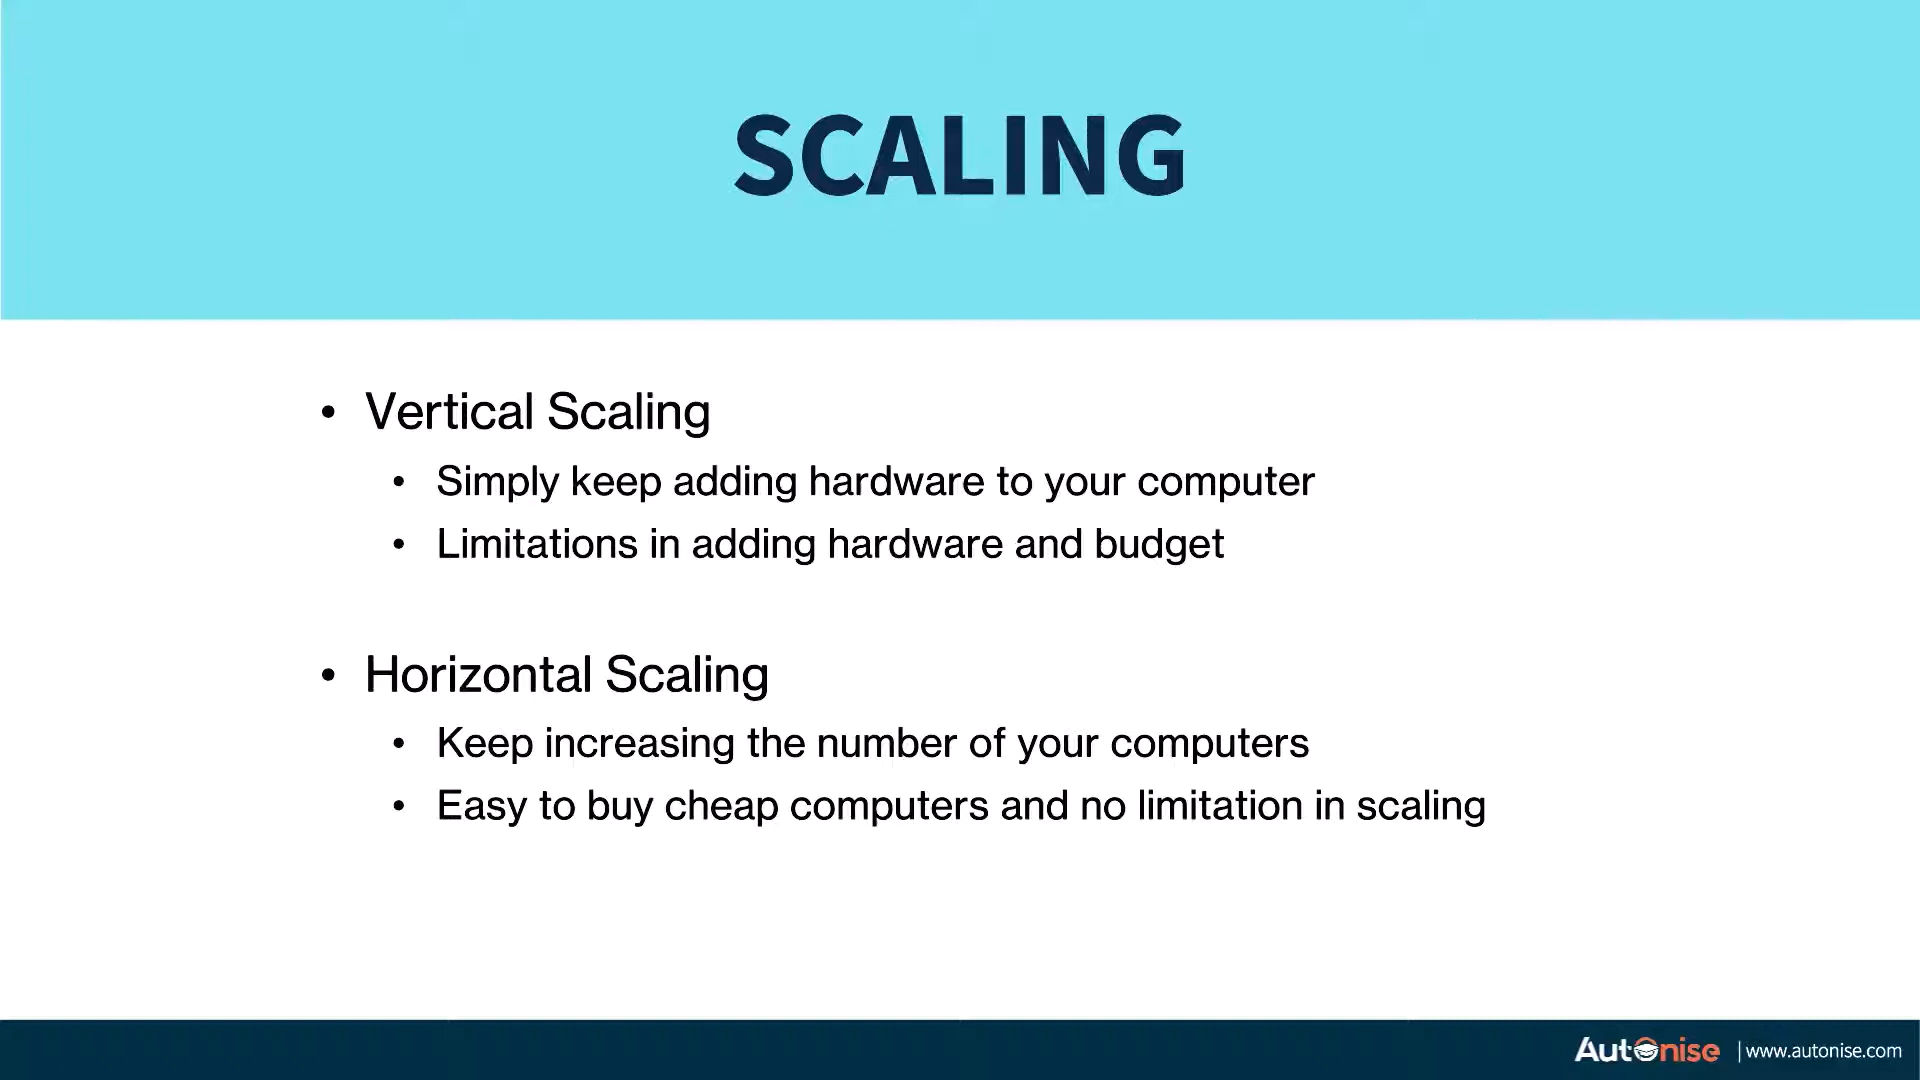 SCALING
• Vertical Scaling
• Simply keep adding hardware to your computer
• Limitations in adding hardware and budget
• Horizontal Scaling
• Keep increasing the number of your computers
• Easy to buy cheap computers and no limitation in scaling
AutOnise | www.autonise.com